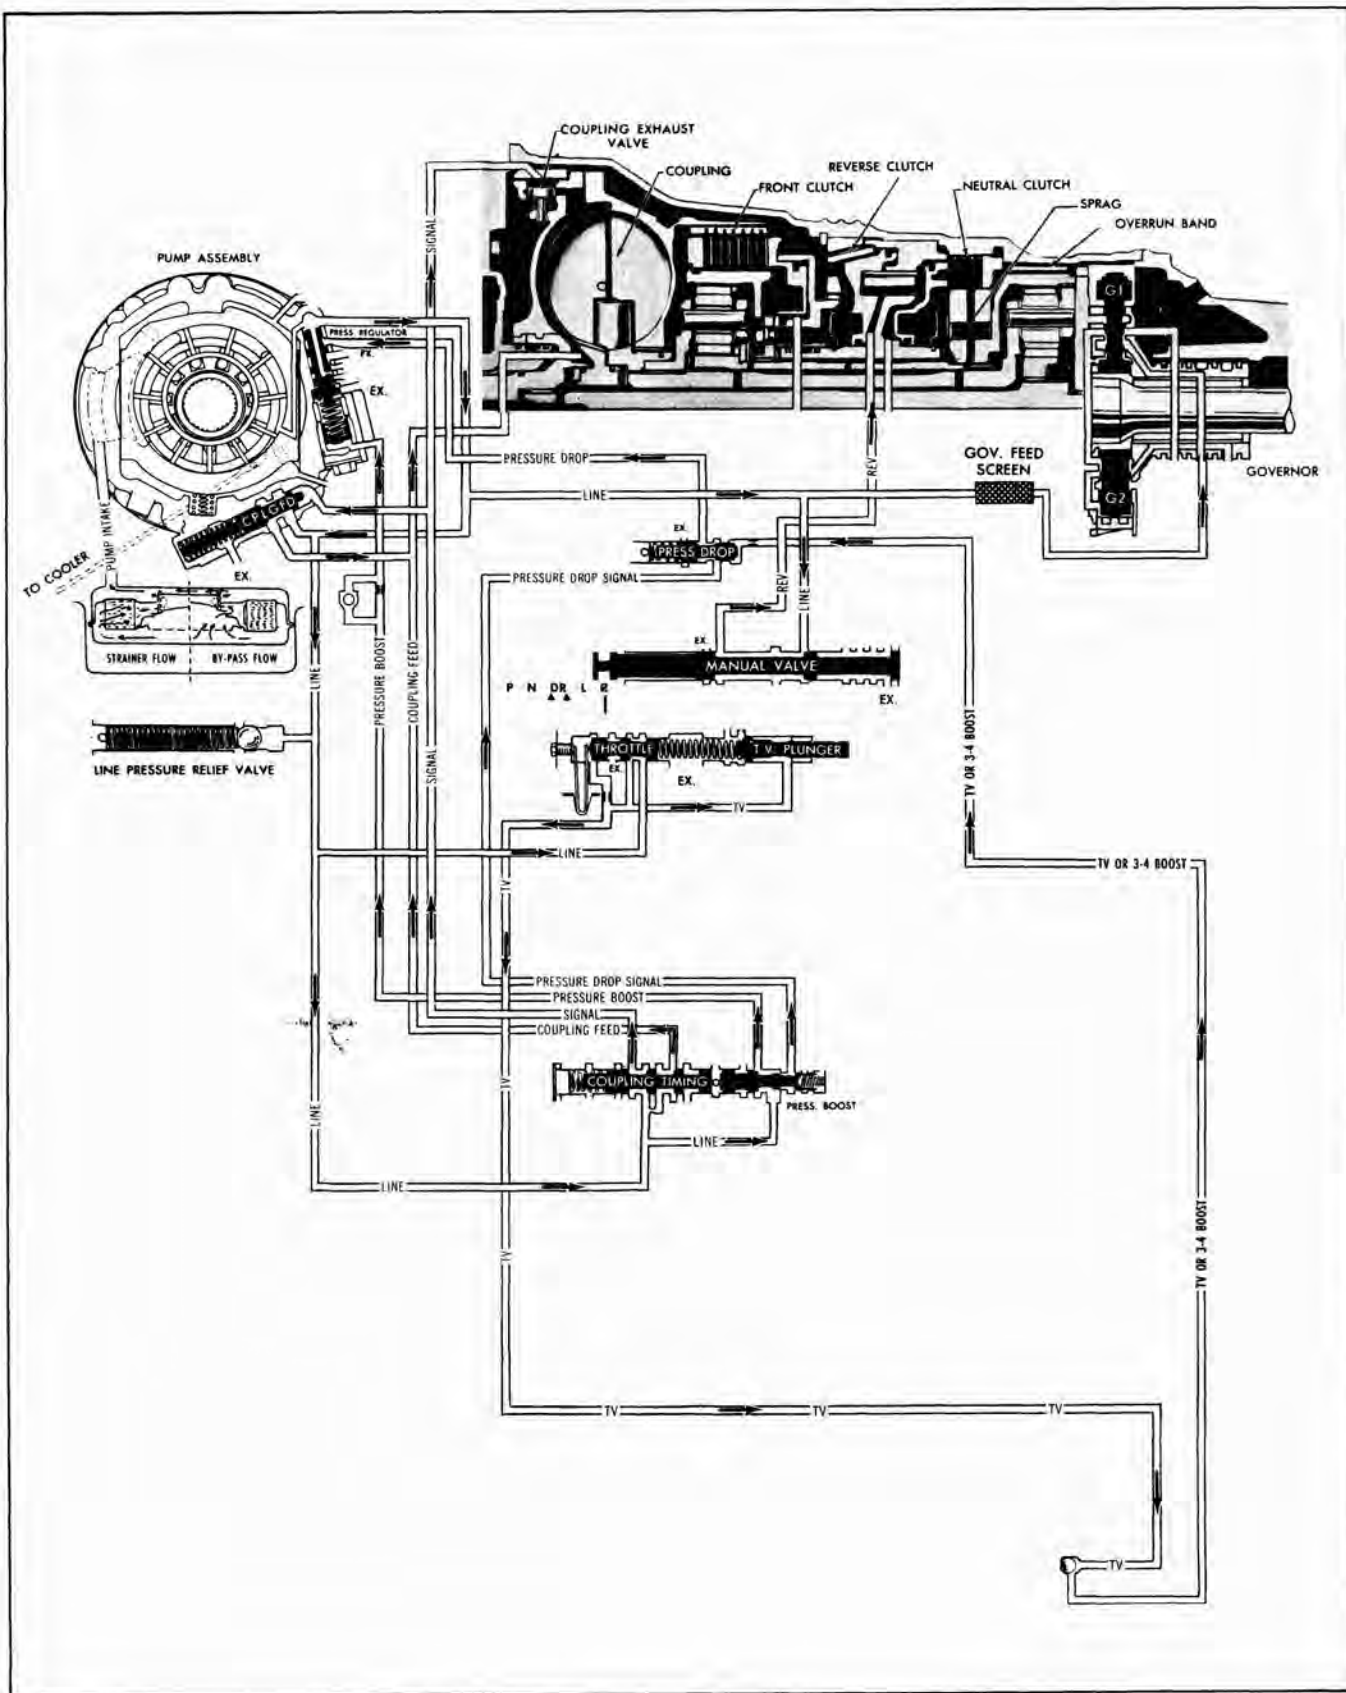 COUPLING EXHAUST
VALVE
COUPLING
FRONT CLUTCH
REVERSE CLUTCH
NEUTRAL CLUTCH
SPRAG
OVERRUN BAND
PUMP ASSEMBLY
SIGNAL
G1
PRESS REGULATOR
EX.
EX.
PRESSURE DROP
REV
GOV. FEED
SCREEN
GOVERNOR
LINE
G2
CPLGFD
PUMP INTAKE
EX.
TO COOLER
EX.
PRESS DROP
PRESSURE DROP SIGNAL
REV
LINE
STRAINER FLOW
BY-PASS FLOW
LINE
PRESSURE BOOST
COUPLING FEED
EX.
MANUAL VALVE
EX.
P N DR L R
LINE PRESSURE RELIEF VALVE
SIGNAL
THROTTLE
T.V. PLUNGER
EX.
EX.
TV OR 3-4 BOOST
TV
LINE
TV
TV OR 3-4 BOOST
PRESSURE DROP SIGNAL
PRESSURE BOOST
SIGNAL
COUPLING FEED
TV
COUPLING TIMING
PRESS. BOOST
LINE
LINE
LINE
TV
TV OR 3-4 BOOST
TV
TV
TV
TV